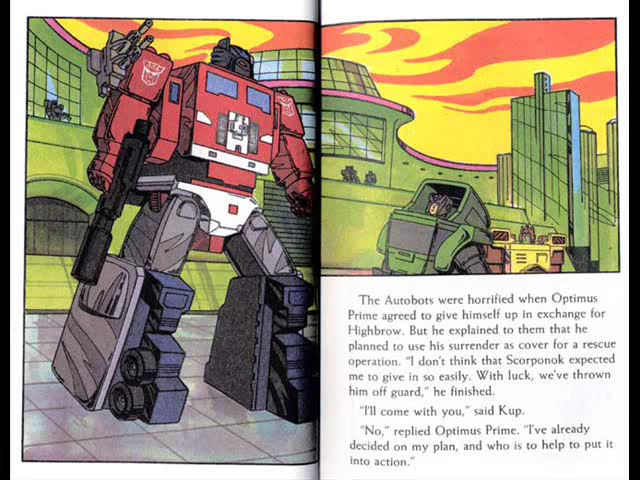 The Autobots were horrified when Optimus
Prime agreed to give himself up in exchange for
Highbrow. But he explained to them that he
planned to use his surrender as cover for a rescue
operation. "I don't think that Scorponok expected
me to give in so easily. With luck, we've thrown
him off guard," he finished.
"I'll come with you," said Kup.
"No," replied Optimus Prime. "I've already
decided on my plan, and who is to help to put it
into action."